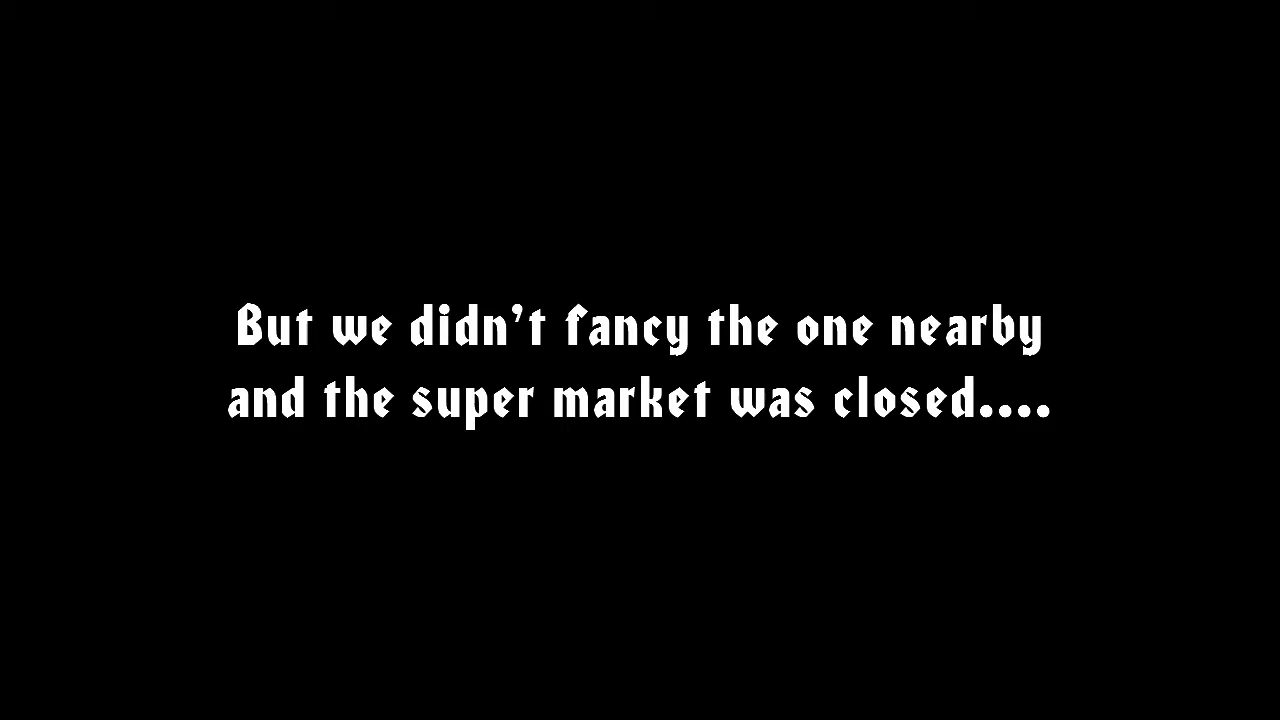 But we didn't fancy the one nearby
and the super market was closed....